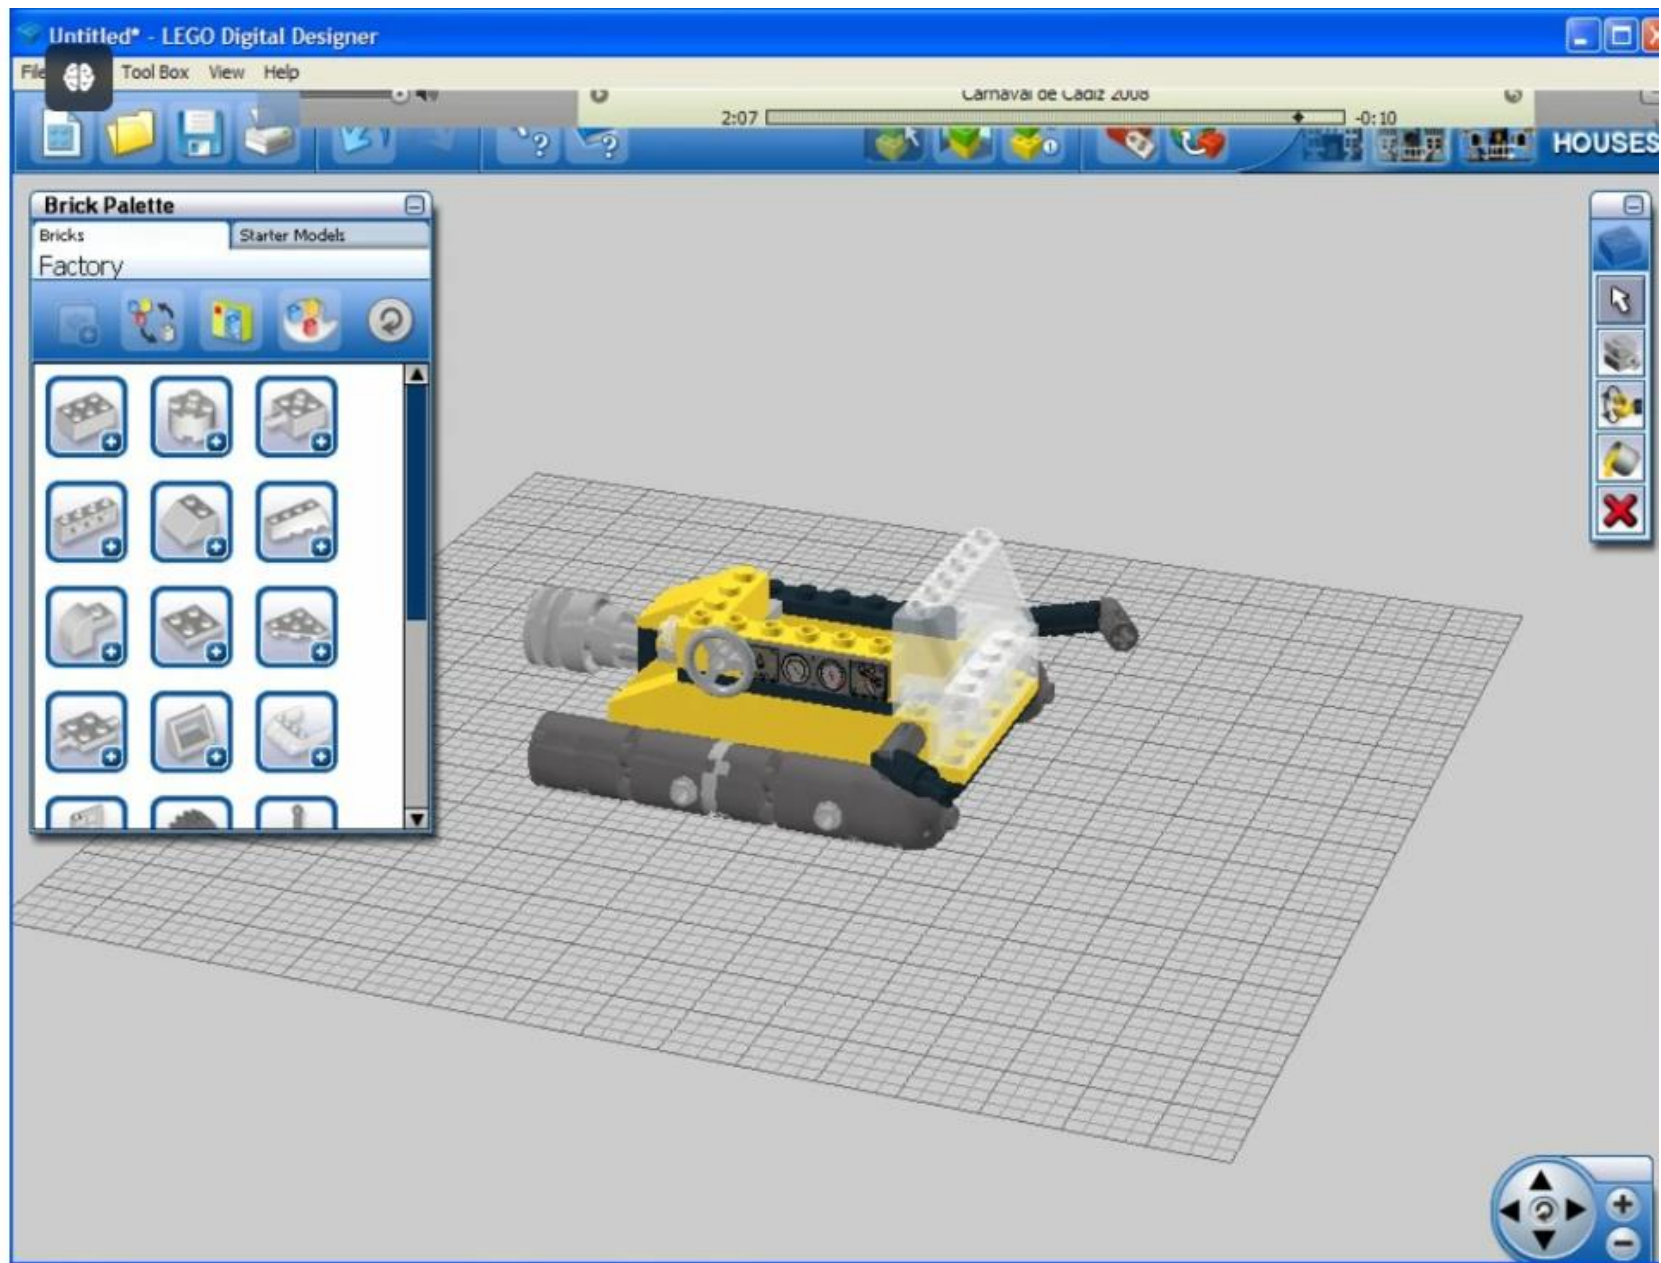 Untitled* - LEGO Digital Designer
File Tool Box View Help
Carnaval de Cadiz 2008
2:07 -0:10
HOUSES
Brick Palette
Bricks Starter Models
Factory